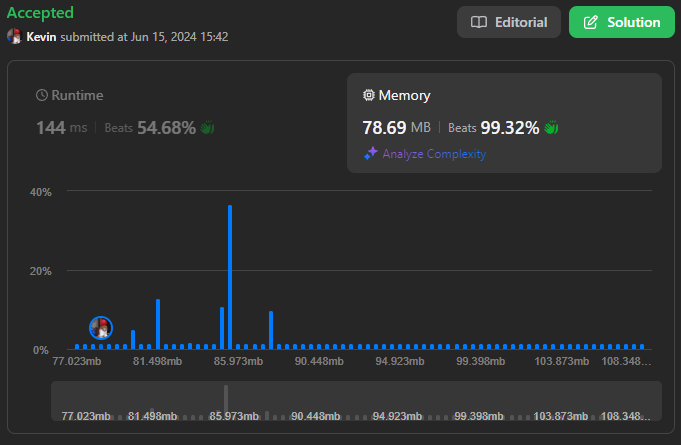 Accepted
Editorial
Solution
Kevin submitted at Jun 15, 2024 15:42
Runtime
144 ms | Beats 54.68%
Memory
78.69 MB | Beats 99.32%
Analyze Complexity
40%
20%
0%
77.023mb 81.498mb 85.973mb 90.448mb 94.923mb 99.398mb 103.873mb 108.348...
77.023mb 81.498mb 85.973mb 90.448mb 94.923mb 99.398mb 103.873mb 108.348...